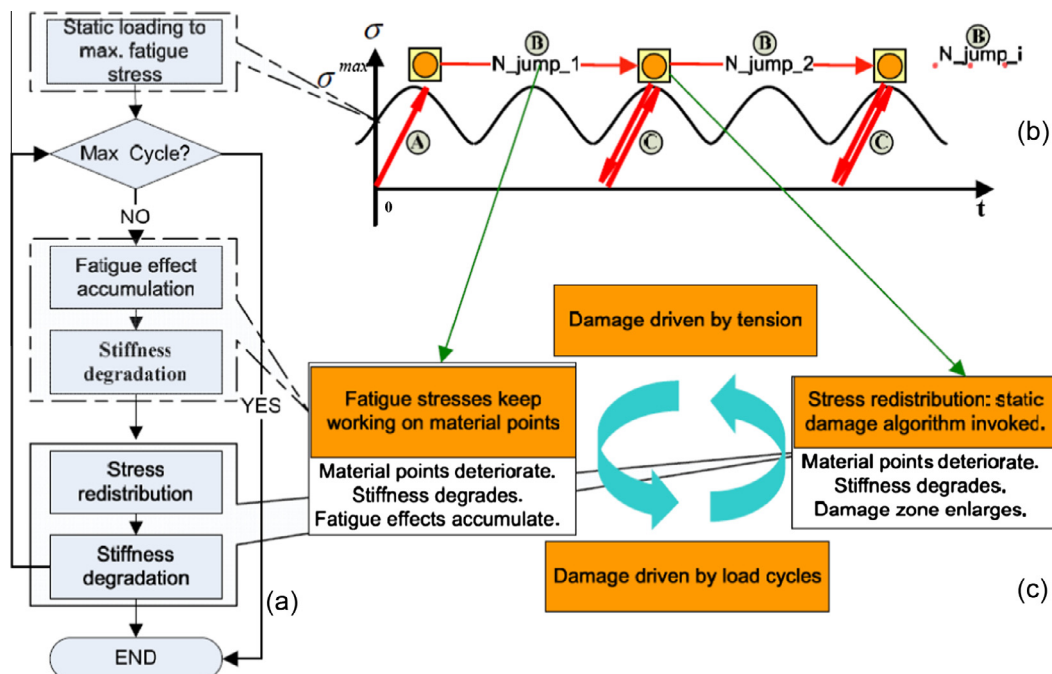 Static loading to
max. fatigue
stress
Max Cycle?
NO
Fatigue effect
accumulation
Stiffness
degradation
YES
Stress
redistribution
Stiffness
degradation
END
(a)
σ
σ^max
B
N_jump_1
B
N_jump_2
B
N_jump_i
A
C
C
0
t
(b)
Damage driven by tension
Fatigue stresses keep
working on material points
Material points deteriorate.
Stiffness degrades.
Fatigue effects accumulate.
Stress redistribution: static
damage algorithm invoked.
Material points deteriorate.
Stiffness degrades.
Damage zone enlarges.
Damage driven by load cycles
(c)